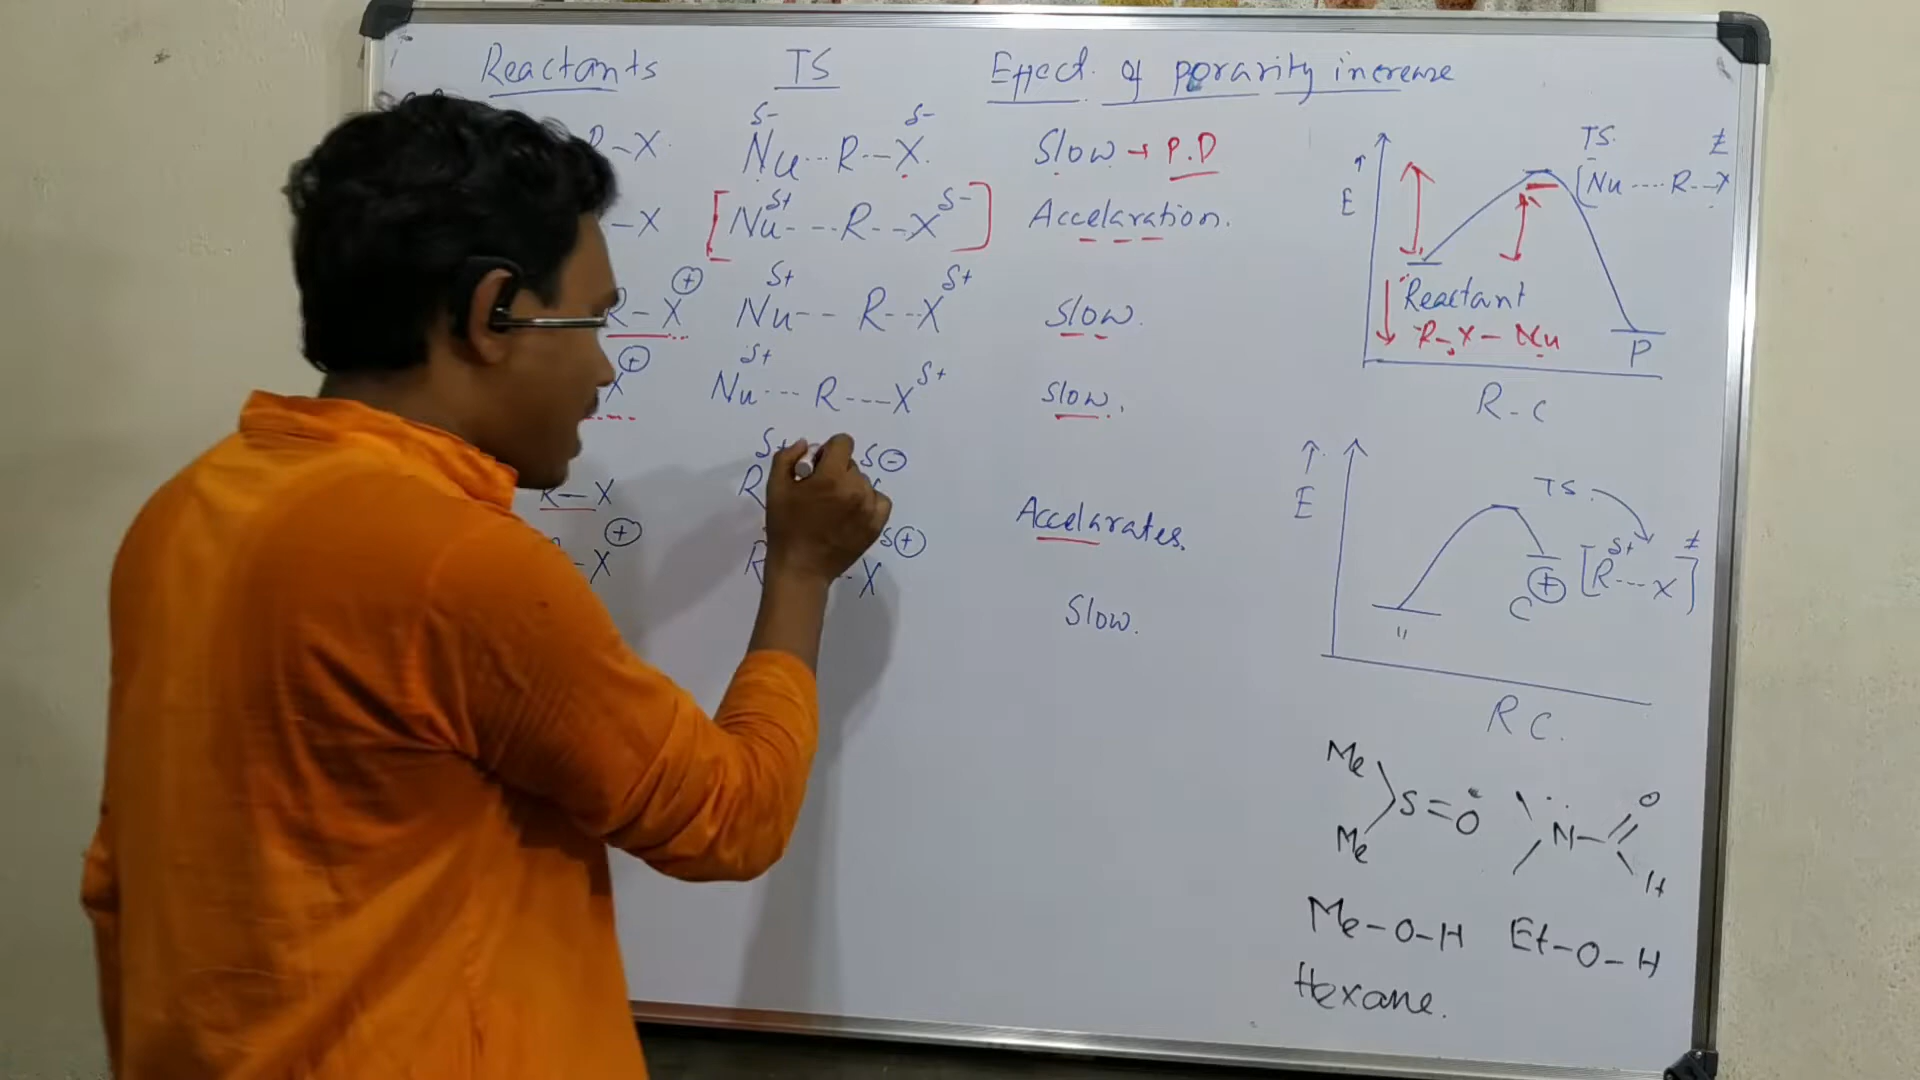 Reactants TS Effect of porarity increase
R-X Nu---R--X Slow → P.D
δ- δ-
-X [Nu---R--X] Accelaration.
δ+ δ-
R-X⊕ Nu--R--X Slow.
δ+ δ+
X⊕ Nu---R---X Slow.
δ+ δ+
R-X R X Accelarates.
δ+ δ⊖
-X⊕ R --X Slow.
δ⊕
↑ E
TS. ≠
[Nu----R--X
Reactant
R-X - Nu
P
R-C
↑ E
TS.
[R----X] ≠
δ+
C⊕
"
RC.
Me
S=O
Me
N- O
H
Me-O-H Et-O-H
Hexane.